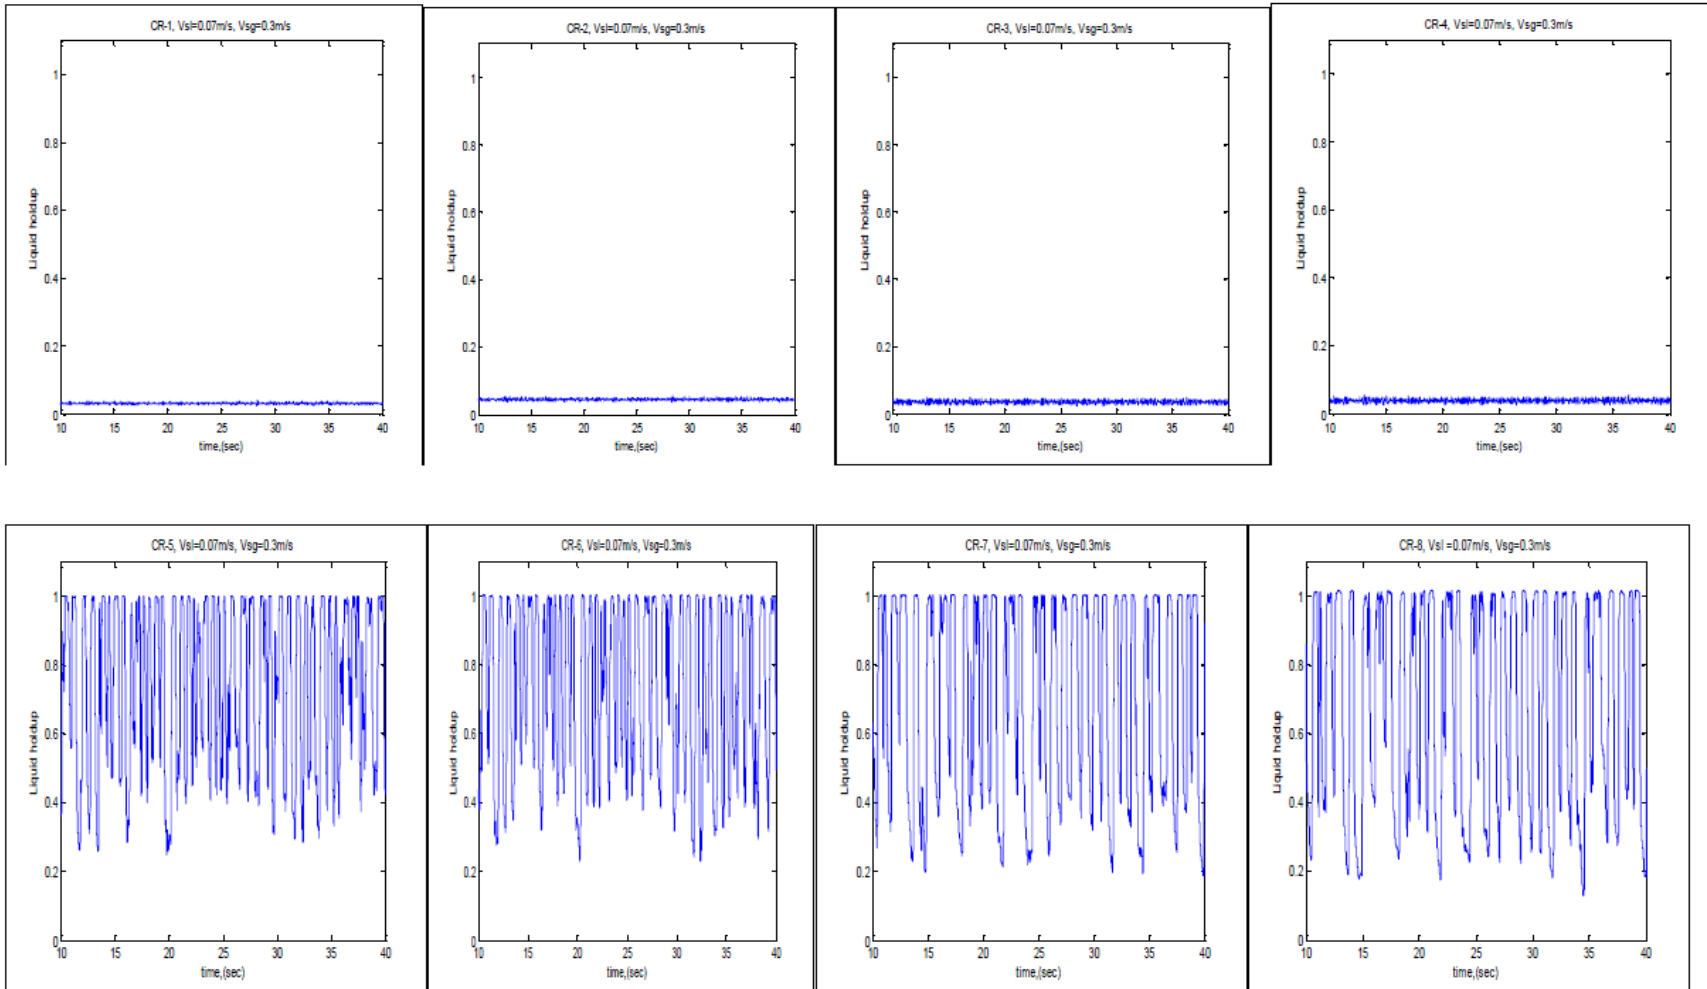 CR-1, Vsl=0.07m/s, Vsg=0.3m/s
1
0.8
0.6
0.4
0.2
0
Liquid holdup
10 15 20 25 30 35 40
time,(sec)
CR-2, Vsl=0.07m/s, Vsg=0.3m/s
1
0.8
0.6
0.4
0.2
0
Liquid holdup
10 15 20 25 30 35 40
time,(sec)
CR-3, Vsl=0.07m/s, Vsg=0.3m/s
1
0.8
0.6
0.4
0.2
0
Liquid holdup
10 15 20 25 30 35 40
time,(sec)
CR-4, Vsl=0.07m/s, Vsg=0.3m/s
1
0.8
0.6
0.4
0.2
0
Liquid holdup
10 15 20 25 30 35 40
time,(sec)
CR-5, Vsl=0.07m/s, Vsg=0.3m/s
1
0.8
0.6
0.4
0.2
0
Liquid holdup
10 15 20 25 30 35 40
time,(sec)
CR-6, Vsl=0.07m/s, Vsg=0.3m/s
1
0.8
0.6
0.4
0.2
0
Liquid holdup
10 15 20 25 30 35 40
time,(sec)
CR-7, Vsl=0.07m/s, Vsg=0.3m/s
1
0.8
0.6
0.4
0.2
0
Liquid holdup
10 15 20 25 30 35 40
time,(sec)
CR-8, Vsl =0.07m/s, Vsg=0.3m/s
1
0.8
0.6
0.4
0.2
0
Liquid holdup
10 15 20 25 30 35 40
time,(sec)